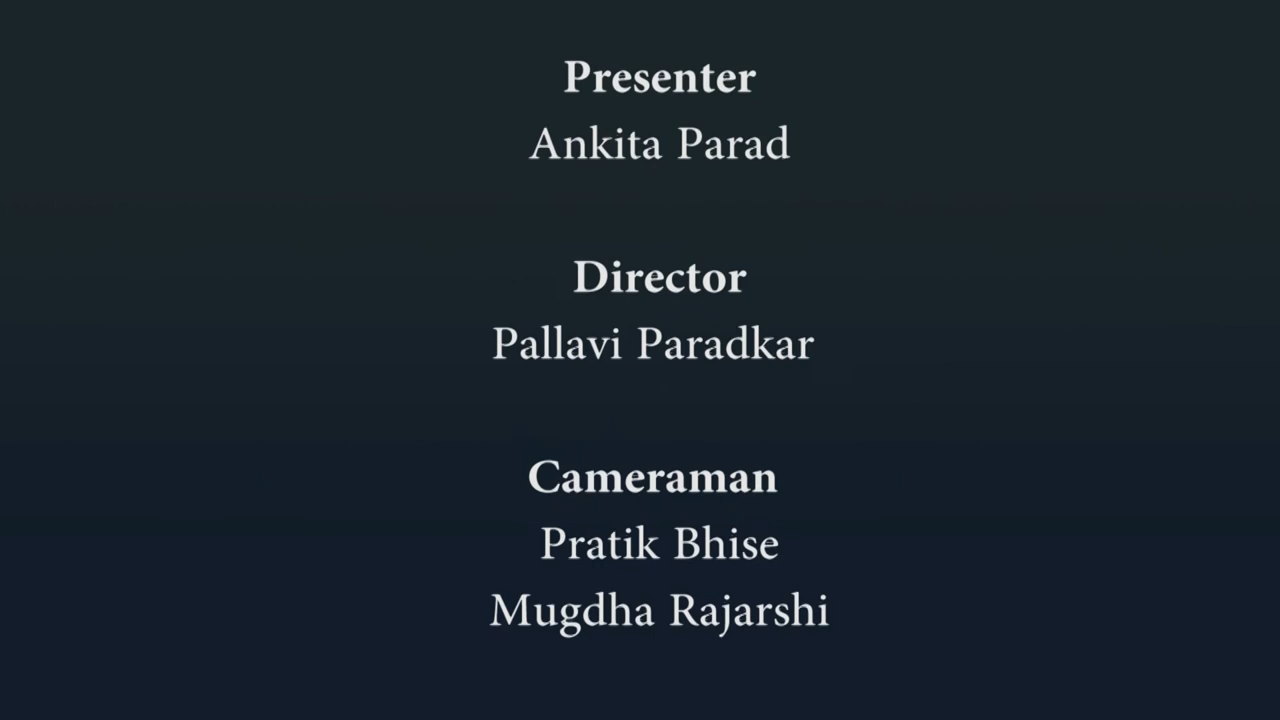 Presenter
Ankita Parad
Director
Pallavi Paradkar
Cameraman
Pratik Bhise
Mugdha Rajarshi